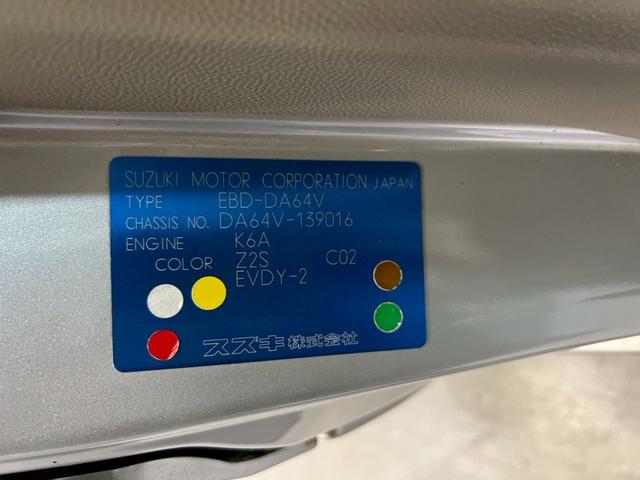 SUZUKI MOTOR CORPORATION JAPAN
TYPE EBD-DA64V
CHASSIS NO. DA64V-139016
ENGINE K6A
COLOR Z2S C02
EVDY-2
スズキ株式会社